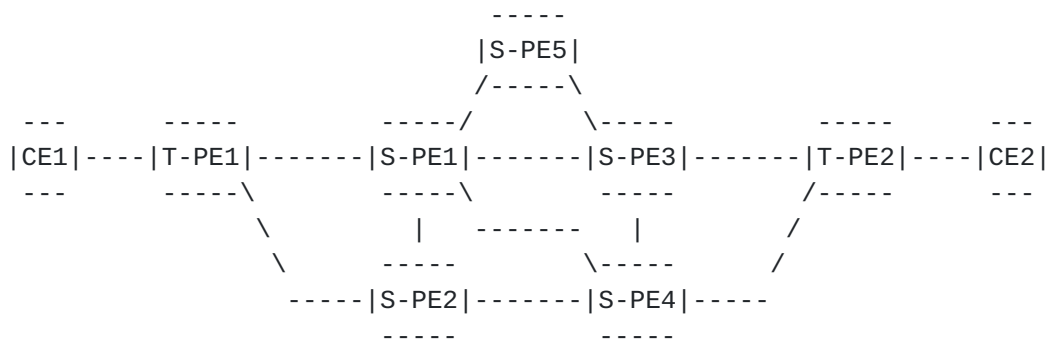 -----
                                |S-PE5|
                                /-----\
 ---       -----          -----/       \-----          -----       ---
|CE1|----|T-PE1|-------|S-PE1|-------|S-PE3|-------|T-PE2|----|CE2|
 ---       -----\         -----\        -----         /-----       ---
                 \          |   -------   |          /
                  \       -----        \-----       /
                   -----|S-PE2|-------|S-PE4|-----
                          -----         -----